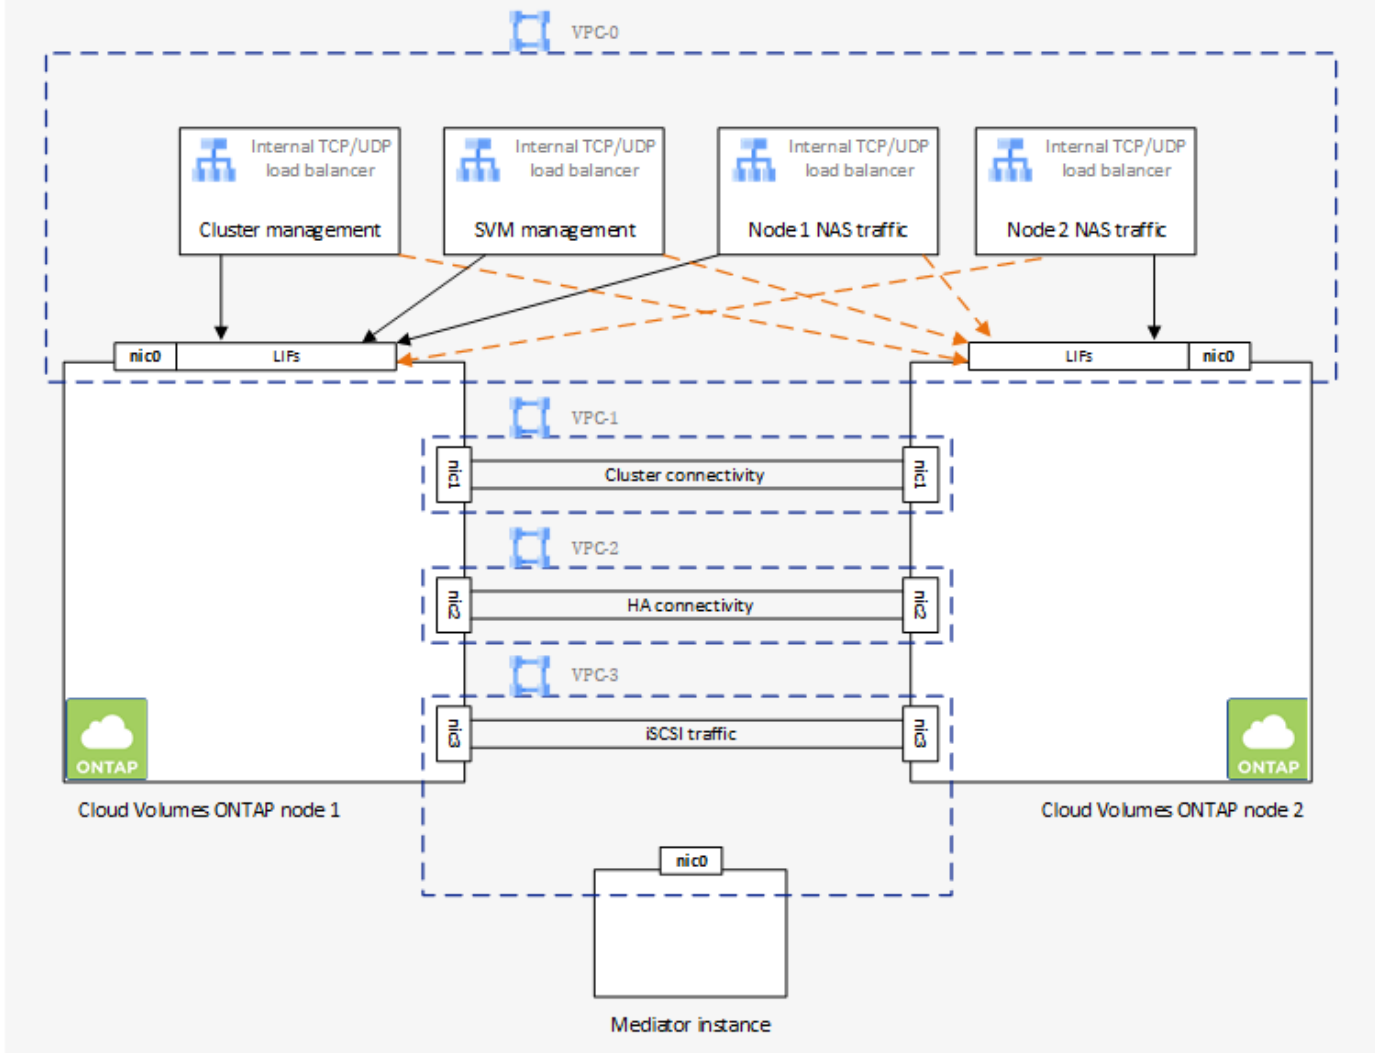 VPC-0
Internal TCP/UDP
load balancer
Cluster management
Internal TCP/UDP
load balancer
SVM management
Internal TCP/UDP
load balancer
Node 1 NAS traffic
Internal TCP/UDP
load balancer
Node 2 NAS traffic
nic0
LIFs
LIFs
nic0
VPC-1
nic1
Cluster connectivity
nic1
VPC-2
nic2
HA connectivity
nic2
VPC-3
nic3
iSCSI traffic
nic3
ONTAP
ONTAP
Cloud Volumes ONTAP node 1
Cloud Volumes ONTAP node 2
nic0
Mediator instance